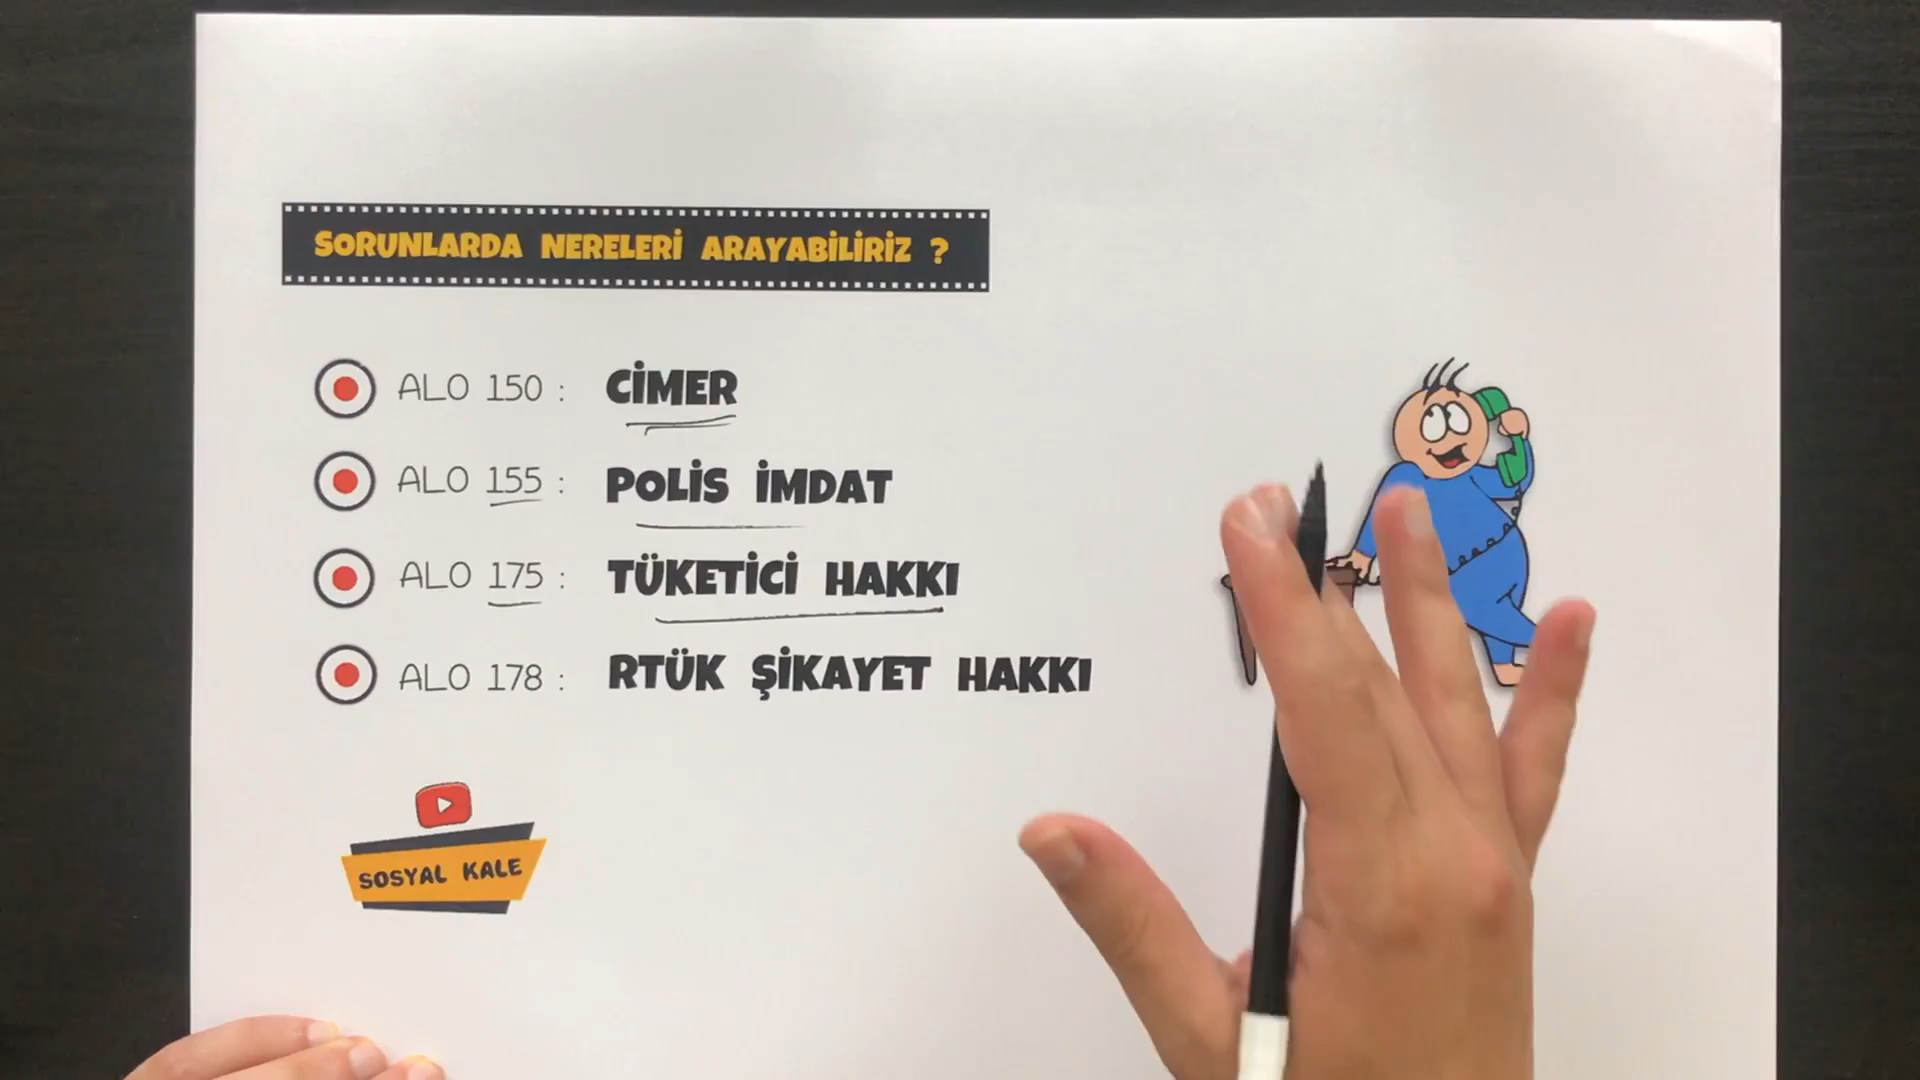 SORUNLARDA NERELERİ ARAYABİLİRİZ ?
ALO 150 : CİMER
ALO 155 : POLİS İMDAT
ALO 175 : TÜKETİCİ HAKKI
ALO 178 : RTÜK ŞİKAYET HAKKI
SOSYAL KALE